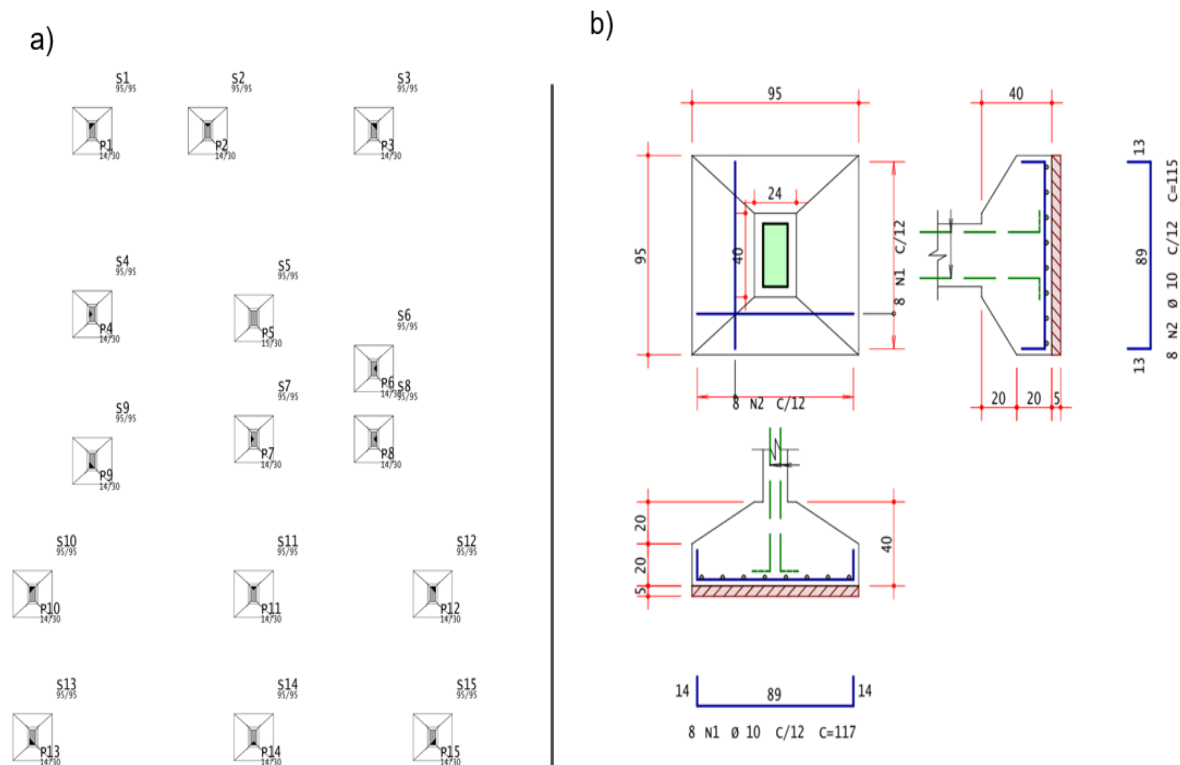 a)
S1
95/95
P1
14/30
S2
95/95
P2
14/30
S3
95/95
P3
14/30
S4
95/95
P4
14/30
S5
95/95
P5
15/30
S6
95/95
P6
14/30
S7
95/95
P7
14/30
S8
95/95
P8
14/30
S9
95/95
P9
14/30
S10
95/95
P10
14/30
S11
95/95
P11
14/30
S12
95/95
P12
14/30
S13
95/95
P13
14/30
S14
95/95
P14
14/30
S15
95/95
P15
14/30
b)
95
95
24
40
8 N1 C/12
8 N2 C/12
40
20
20
5
13
89
13
8 N2 Ø 10 C/12 C=115
20
20
5
40
14
89
14
8 N1 Ø 10 C/12 C=117